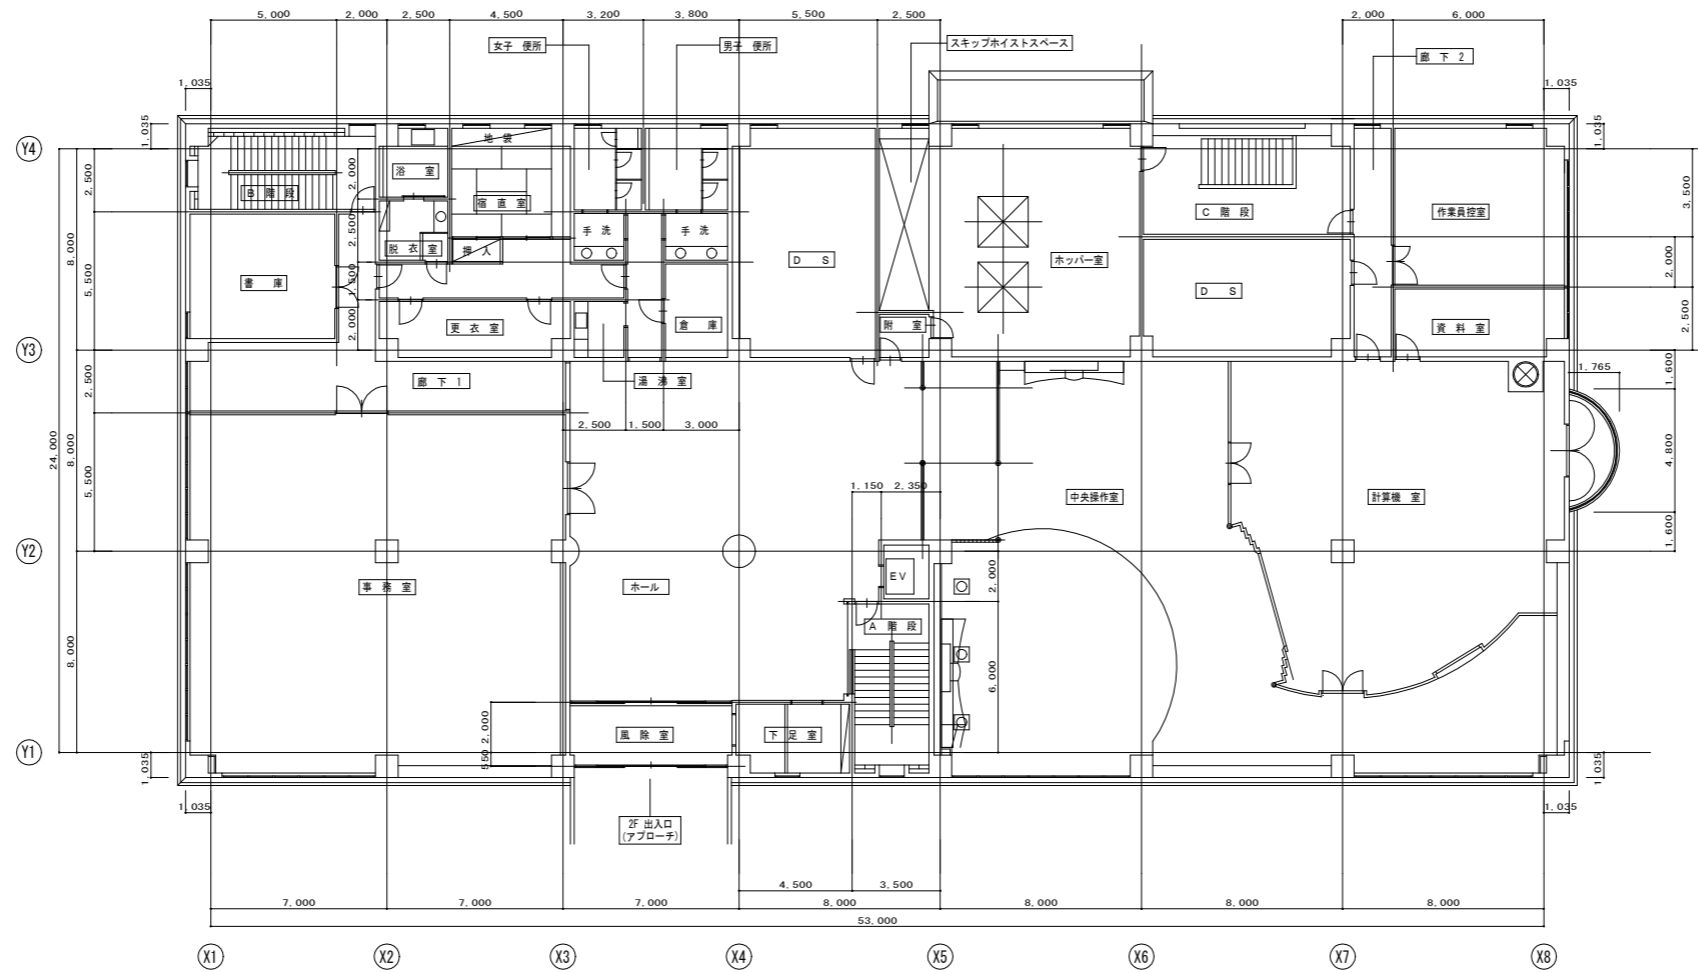 5,000 2,000 2,500 4,500 3,200 3,800 5,500 2,500 2,000 6,000
女子 便所
男子 便所
スキップホイストスペース
廊 下 2
1,035
1,035
1,035
1,035
Y4
地 袋
浴 室
B 階 段
宿 直 室
C 階 段
作業員控室
2,500
2,000
3,500
手 洗
手 洗
脱 衣 室
押 入
2,500
8,000
5,500
書 庫
D S
ホッパー室
D S
2,000
1,500
更 衣 室
倉 庫
附 室
資 料 室
2,000
2,500
Y3
廊 下 1
湯 沸 室
2,500
1,600
1,765
2,500 1,500 3,000
24,000
8,000
5,500
4,800
1,150 2,350
中央操作室
計算機 室
1,600
Y2
事 務 室
ホール
EV
2,000
A 階 段
8,000
6,000
2,000
550
風 除 室
下 足 室
Y1
1,035
1,035
1,035
1,035
2F 出入口
(アプローチ)
4,500 3,500
7,000 7,000 7,000 8,000 8,000 8,000 8,000
53,000
X1 X2 X3 X4 X5 X6 X7 X8